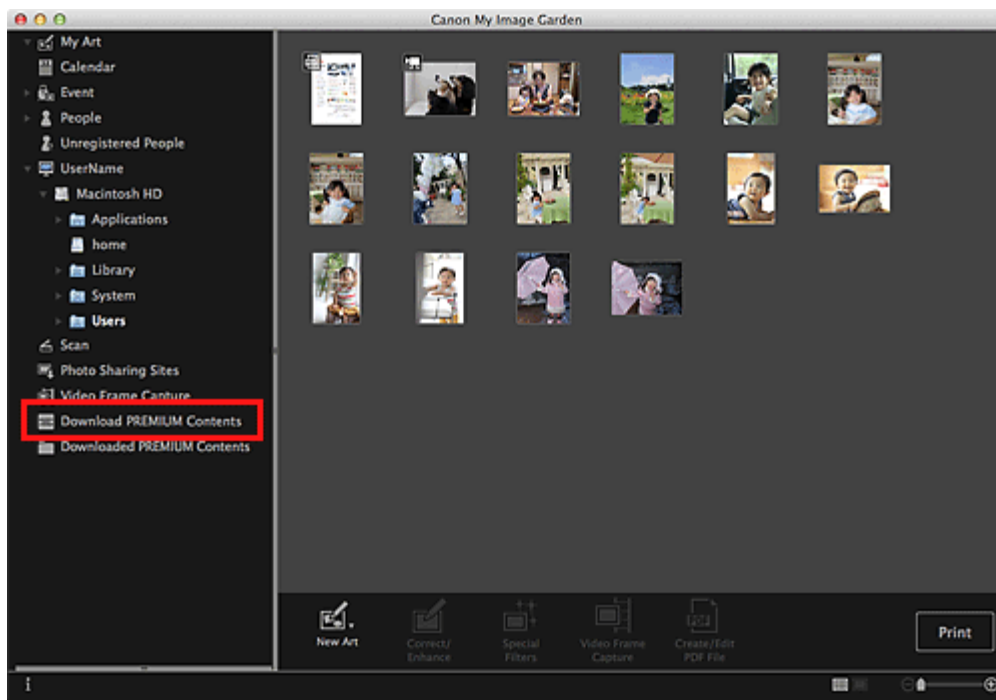 Canon My Image Garden
My Art
Calendar
Event
People
Unregistered People
UserName
Macintosh HD
Applications
home
Library
System
Users
Scan
Photo Sharing Sites
Video Frame Capture
Download PREMIUM Contents
Downloaded PREMIUM Contents
New Art
Correct/
Enhance
Special
Filters
Video Frame
Capture
PDF
Create/Edit
PDF File
Print